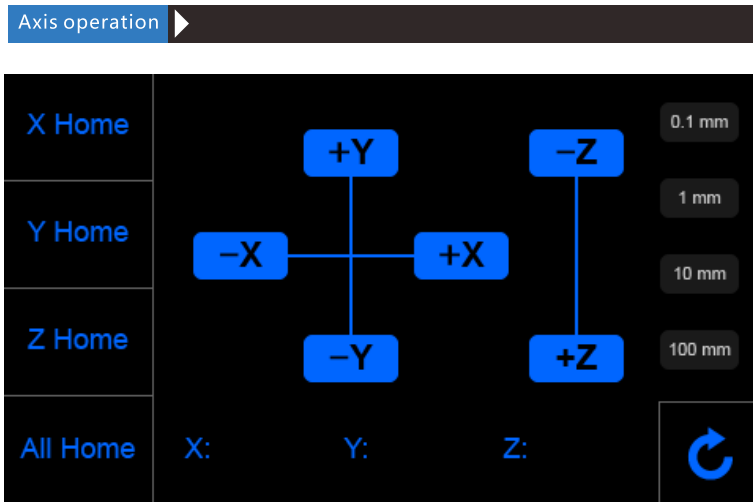 Axis operation
X Home
Y Home
Z Home
All Home
+Y
−X
+X
−Y
−Z
+Z
0.1 mm
1 mm
10 mm
100 mm
X:
Y:
Z: